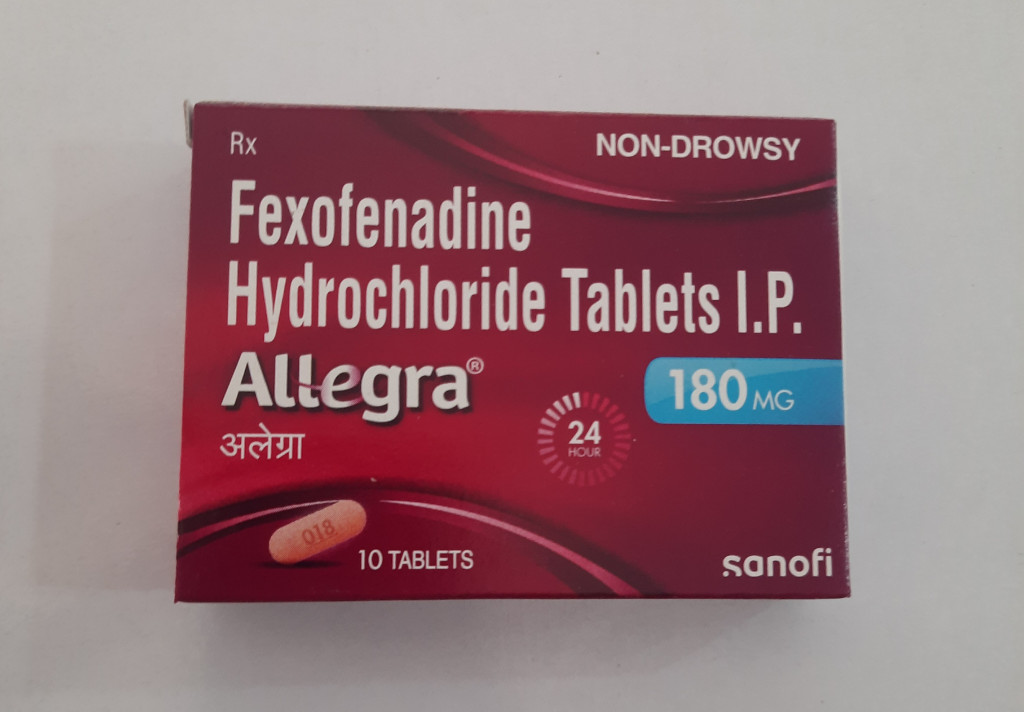 Rx
NON-DROWSY
Fexofenadine
Hydrochloride Tablets I.P.
Allegra®
180 MG
अलेग्रा
24
HOUR
018
10 TABLETS
sanofi